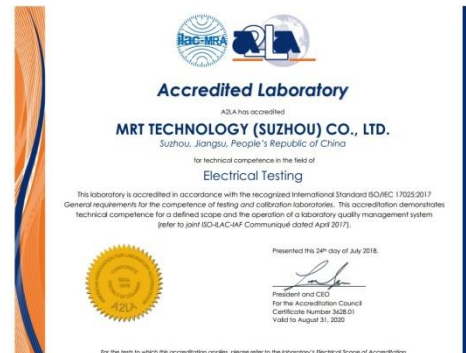 ilac-MRA
A2LA
Accredited Laboratory
A2LA has accredited
MRT TECHNOLOGY (SUZHOU) CO., LTD.
Suzhou, Jiangsu, People's Republic of China
for technical competence in the field of
Electrical Testing
This laboratory is accredited in accordance with the recognized International Standard ISO/IEC 17025:2017
General requirements for the competence of testing and calibration laboratories. This accreditation demonstrates
technical competence for a defined scope and the operation of a laboratory quality management system
(refer to joint ISO-ILAC-IAF Communiqué dated April 2017).
Presented this 24th day of July 2018.
President and CEO
For the Accreditation Council
Certificate Number 3628.01
Valid to August 31, 2020
CORPORATE
SEAL
1978
A2LA
For the tests to which this accreditation applies, please refer to the laboratory's Electrical Scope of Accreditation